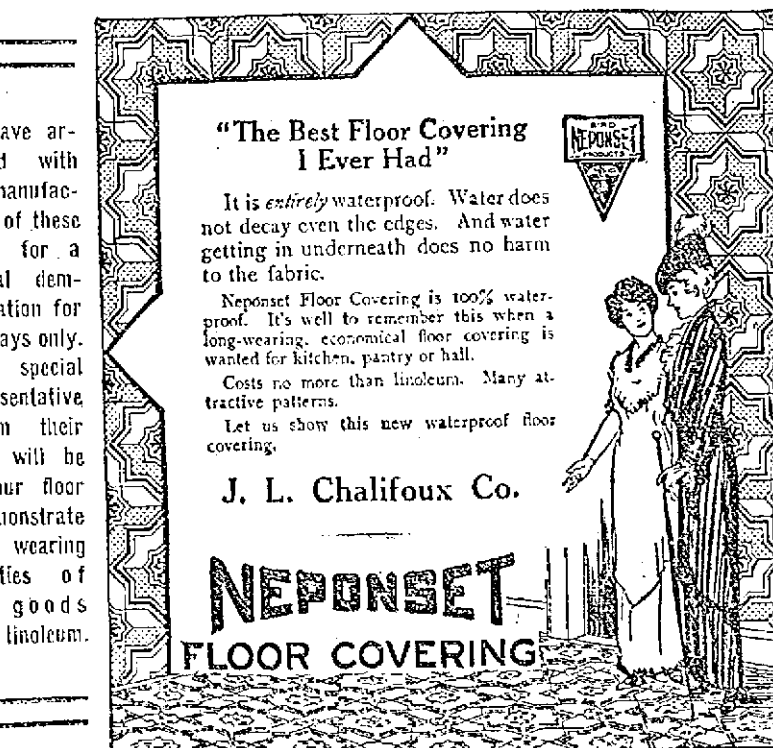 ave ar-
d with
manufac-
of these
for a
al dem-
ation for
ays only.
special
sentative
m their
will be
our floor
monstrate
wearing
ties of
goods
linoleum.
"The Best Floor Covering
I Ever Had"
BIRD
NEPONSET
PRODUCTS
It is entirely waterproof. Water does
not decay even the edges. And water
getting in underneath does no harm
to the fabric.
Neponset Floor Covering is 100% water-
proof. It's well to remember this when a
long-wearing, economical floor covering is
wanted for kitchen, pantry or hall.
Costs no more than linoleum. Many at-
tractive patterns.
Let us show this new waterproof floor
covering.
J. L. Chalifoux Co.
NEPONSET
FLOOR COVERING